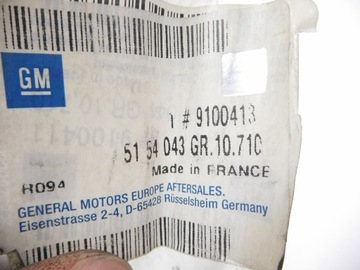 GM
1 # 9100413
51 54 043 GR.10.710
Made in FRANCE
R094
GENERAL MOTORS EUROPE AFTERSALES.
Eisenstrasse 2-4, D-65428 Rüsselsheim Germany